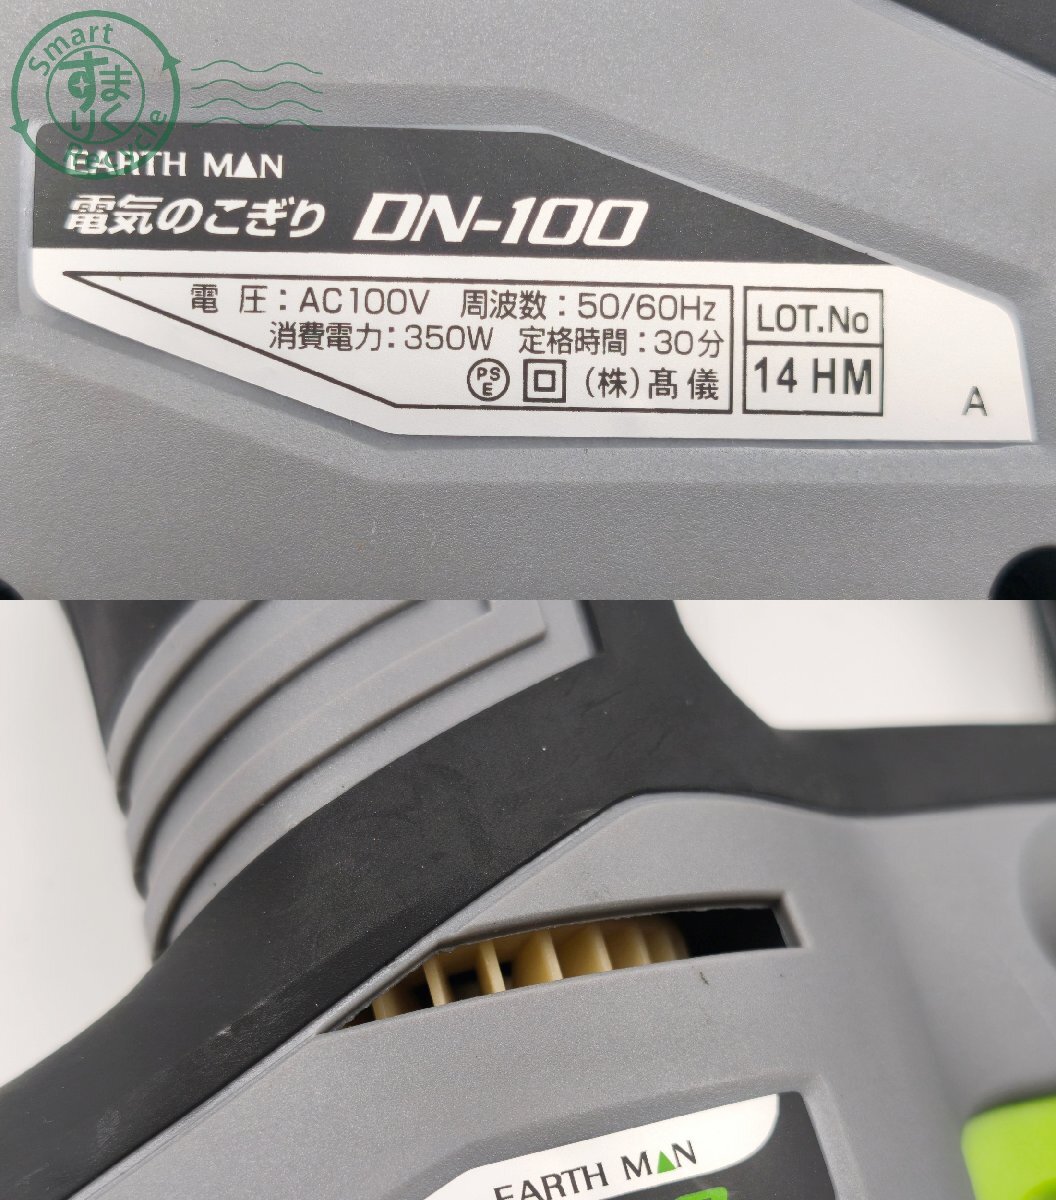 Smart
すまりく
Recycle
EARTH MAN
電気のこぎり DN-100
電 圧：AC100V 周波数：50/60Hz
消費電力：350W 定格時間：30分
PS
E
(株)髙儀
LOT.No
14 HM
A
EARTH MAN